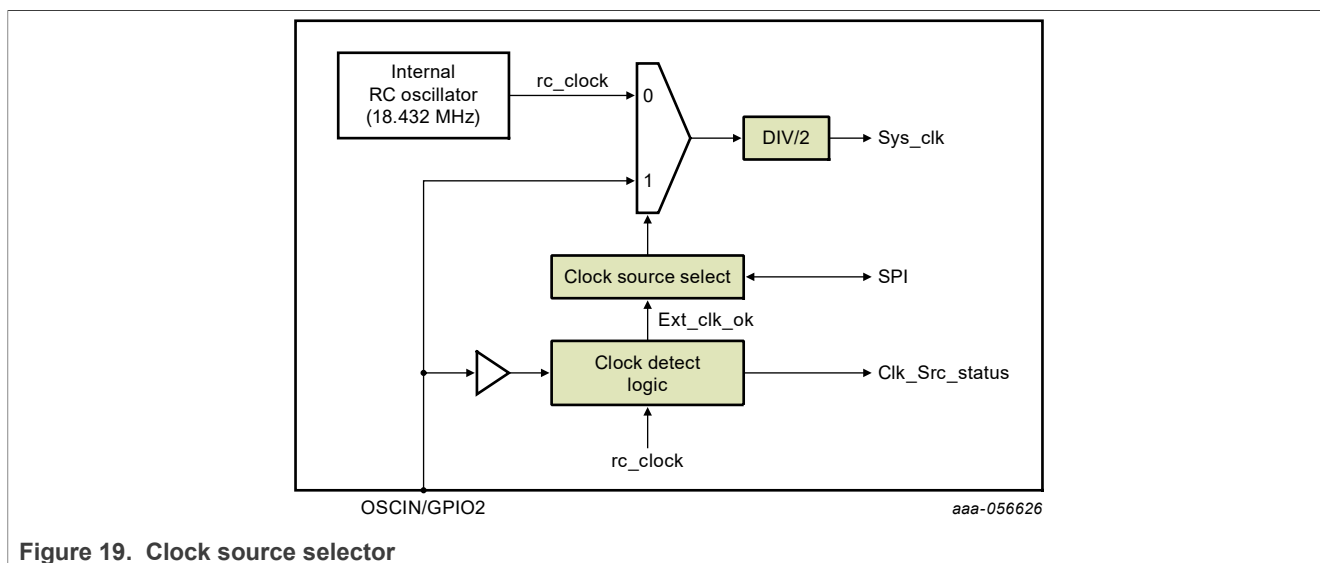 Internal
RC oscillator
(18.432 MHz)
rc_clock
0
1
DIV/2
Sys_clk
Clock source select
SPI
Ext_clk_ok
Clock detect
logic
Clk_Src_status
rc_clock
OSCIN/GPIO2
aaa-056626
Figure 19. Clock source selector